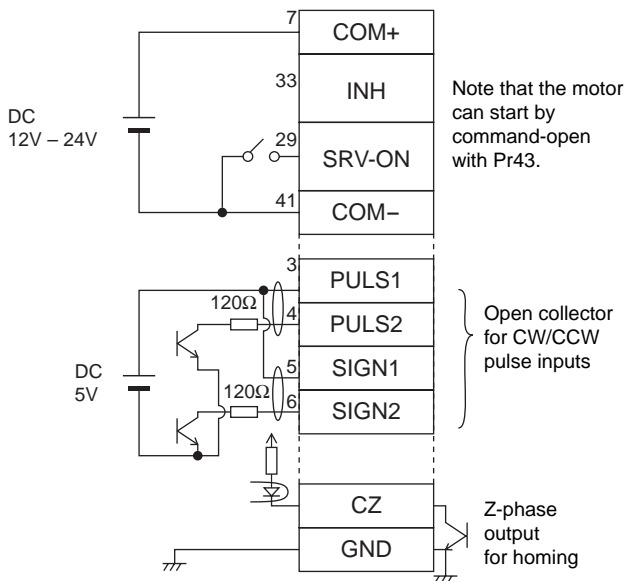 7
COM+
33
INH
Note that the motor
can start by
command-open
with Pr43.
DC
12V – 24V
29
SRV-ON
41
COM−
3
PULS1
120Ω
4
PULS2
Open collector
for CW/CCW
pulse inputs
5
SIGN1
DC
5V
120Ω
6
SIGN2
CZ
Z-phase
output
for homing
GND